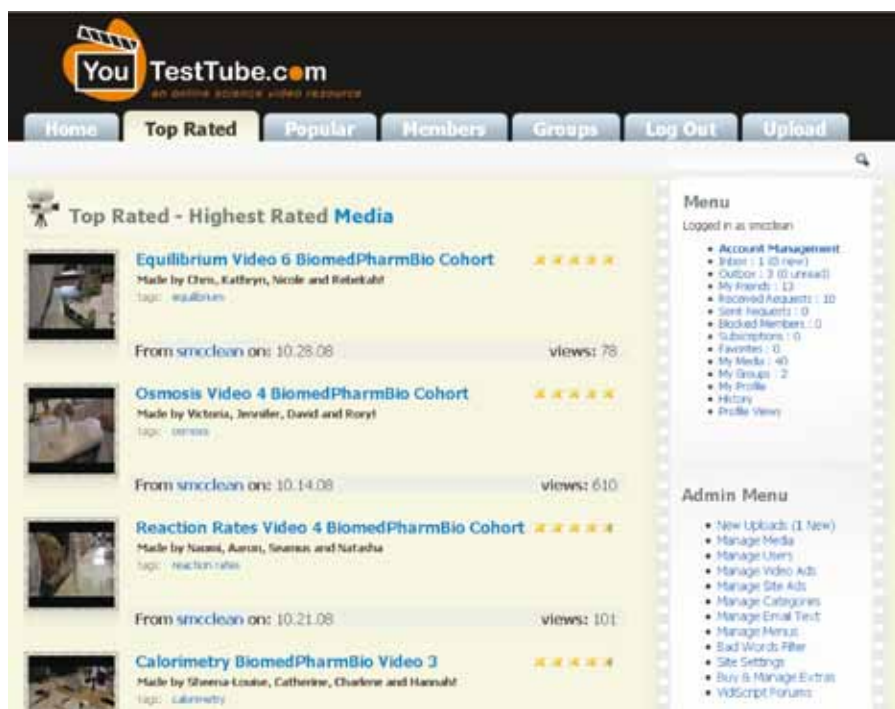 You TestTube.com
an online science video resource
Home Top Rated Popular Members Groups Log Out Upload
Top Rated - Highest Rated Media
Equilibrium Video 6 BiomedPharmBio Cohort
Made by Chris, Kathryn, Nicole and Rebekah!
tags: equilibrium
From smcclean on: 10.28.08 views: 78
Osmosis Video 4 BiomedPharmBio Cohort
Made by Victoria, Jennifer, David and Rory!
tags: osmosis
From smcclean on: 10.14.08 views: 610
Reaction Rates Video 4 BiomedPharmBio Cohort
Made by Naomi, Aaron, Seamus and Natasha
tags: reaction rates
From smcclean on: 10.21.08 views: 101
Calorimetry BiomedPharmBio Video 3
Made by Sheena-Louise, Catherine, Charlene and Hannah!
tags: calorimetry
Menu
Logged in as smcclean
Account Management
Inbox : 1 (0 new)
Outbox : 3 (0 unread)
My Friends : 13
Received Requests : 10
Sent Requests : 0
Blocked Members : 0
Subscriptions : 0
Favorites : 0
My Media : 40
My Groups : 2
My Profile
History
Profile Views
Admin Menu
New Uploads (1 New)
Manage Media
Manage Users
Manage Video Ads
Manage Site Ads
Manage Categories
Manage Email Text
Manage Menus
Bad Words Filter
Site Settings
Buy & Manage Extras
VidiScript Forums